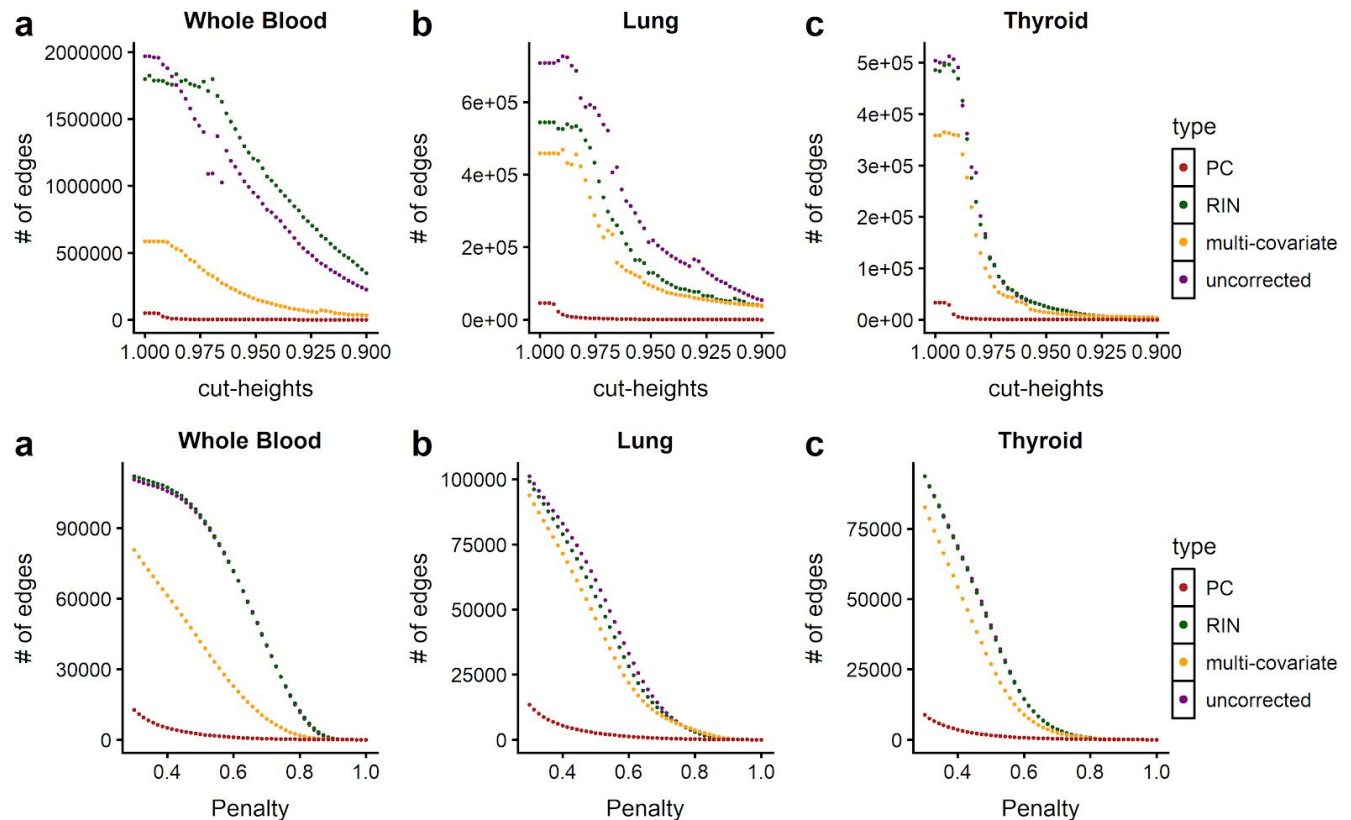 a Whole Blood
# of edges
2000000
1500000
1000000
500000
0
1.000 0.975 0.950 0.925 0.900
cut-heights
b Lung
# of edges
6e+05
4e+05
2e+05
0e+00
1.000 0.975 0.950 0.925 0.900
cut-heights
c Thyroid
# of edges
5e+05
4e+05
3e+05
2e+05
1e+05
0e+00
1.000 0.975 0.950 0.925 0.900
cut-heights
type
PC
RIN
multi-covariate
uncorrected
a Whole Blood
# of edges
90000
60000
30000
0
0.4 0.6 0.8 1.0
Penalty
b Lung
# of edges
100000
75000
50000
25000
0
0.4 0.6 0.8 1.0
Penalty
c Thyroid
# of edges
75000
50000
25000
0
0.4 0.6 0.8 1.0
Penalty
type
PC
RIN
multi-covariate
uncorrected